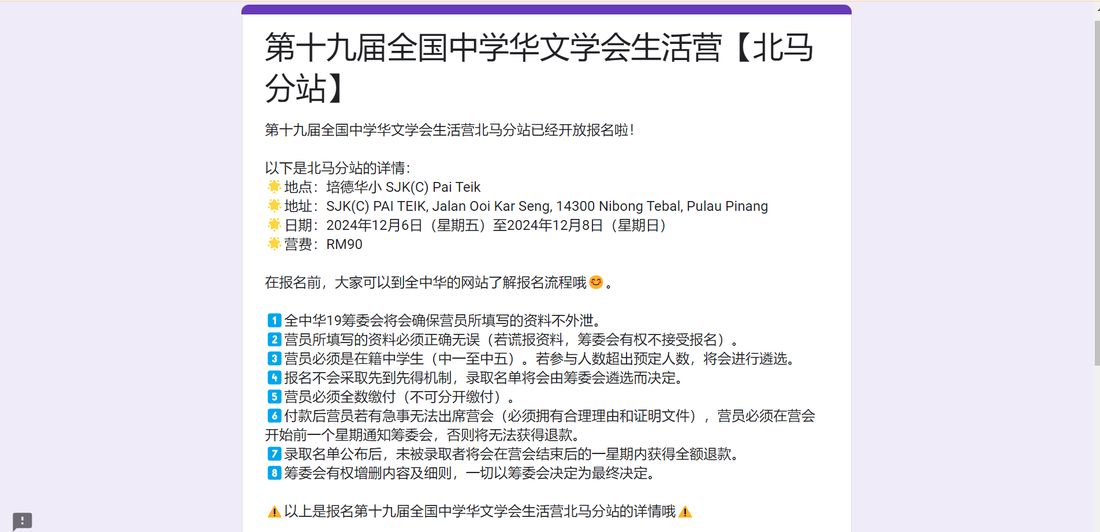 第十九届全国中学华文学会生活营【北马
分站】
第十九届全国中学华文学会生活营北马分站已经开放报名啦！
以下是北马分站的详情：
🌟地点：培德华小 SJK(C) Pai Teik
🌟地址：SJK(C) PAI TEIK, Jalan Ooi Kar Seng, 14300 Nibong Tebal, Pulau Pinang
🌟日期：2024年12月6日（星期五）至2024年12月8日（星期日）
🌟营费：RM90
在报名前，大家可以到全中华的网站了解报名流程哦😊。
1️⃣全中华19筹委会将会确保营员所填写的资料不外泄。
2️⃣营员所填写的资料必须正确无误（若谎报资料，筹委会有权不接受报名）。
3️⃣营员必须是在籍中学生（中一至中五）。若参与人数超出预定人数，将会进行遴选。
4️⃣报名不会采取先到先得机制，录取名单将会由筹委会遴选而决定。
5️⃣营员必须全数缴付（不可分开缴付）。
6️⃣付款后营员若有急事无法出席营会（必须拥有合理理由和证明文件），营员必须在营会
开始前一个星期通知筹委会，否则将无法获得退款。
7️⃣录取名单公布后，未被录取者将会在营会结束后的一星期内获得全额退款。
8️⃣筹委会有权增删内容及细则，一切以筹委会决定为最终决定。
⚠️以上是报名第十九届全国中学华文学会生活营北马分站的详情哦⚠️